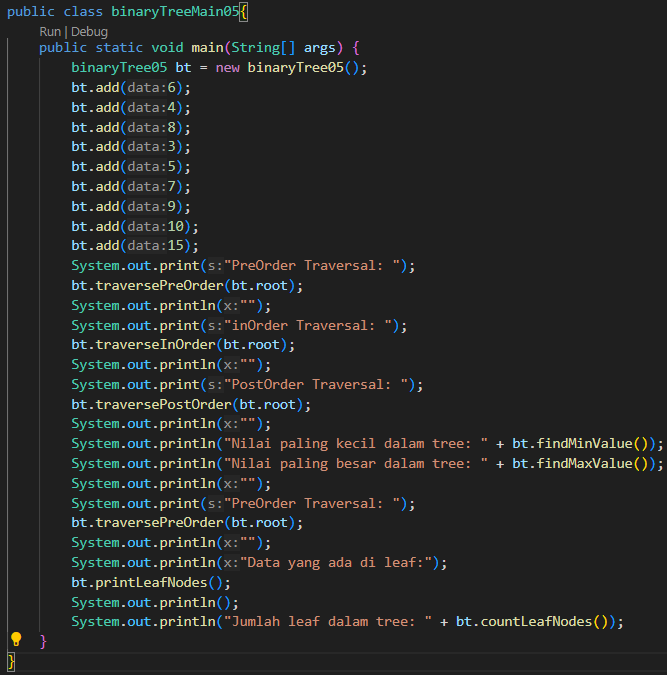 public class binaryTreeMain05{
Run | Debug
public static void main(String[] args) {
binaryTree05 bt = new binaryTree05();
bt.add(data:6);
bt.add(data:4);
bt.add(data:8);
bt.add(data:3);
bt.add(data:5);
bt.add(data:7);
bt.add(data:9);
bt.add(data:10);
bt.add(data:15);
System.out.print(s:"PreOrder Traversal: ");
bt.traversePreOrder(bt.root);
System.out.println(x:"");
System.out.print(s:"inOrder Traversal: ");
bt.traverseInOrder(bt.root);
System.out.println(x:"");
System.out.print(s:"PostOrder Traversal: ");
bt.traversePostOrder(bt.root);
System.out.println(x:"");
System.out.println("Nilai paling kecil dalam tree: " + bt.findMinValue());
System.out.println("Nilai paling besar dalam tree: " + bt.findMaxValue());
System.out.println(x:"");
System.out.print(s:"PreOrder Traversal: ");
bt.traversePreOrder(bt.root);
System.out.println(x:"");
System.out.println(x:"Data yang ada di leaf:");
bt.printLeafNodes();
System.out.println();
System.out.println("Jumlah leaf dalam tree: " + bt.countLeafNodes());
}
}